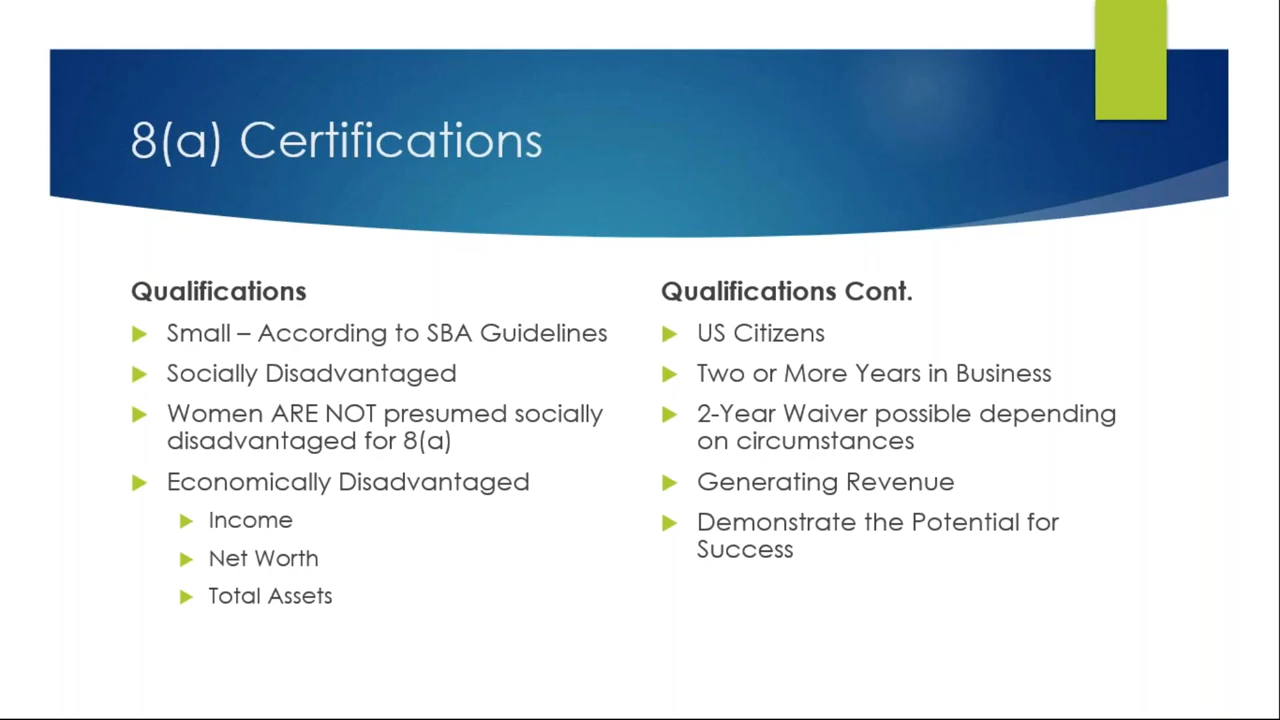 8(a) Certifications
Qualifications
Small – According to SBA Guidelines
Socially Disadvantaged
Women ARE NOT presumed socially
disadvantaged for 8(a)
Economically Disadvantaged
Income
Net Worth
Total Assets
Qualifications Cont.
US Citizens
Two or More Years in Business
2-Year Waiver possible depending
on circumstances
Generating Revenue
Demonstrate the Potential for
Success